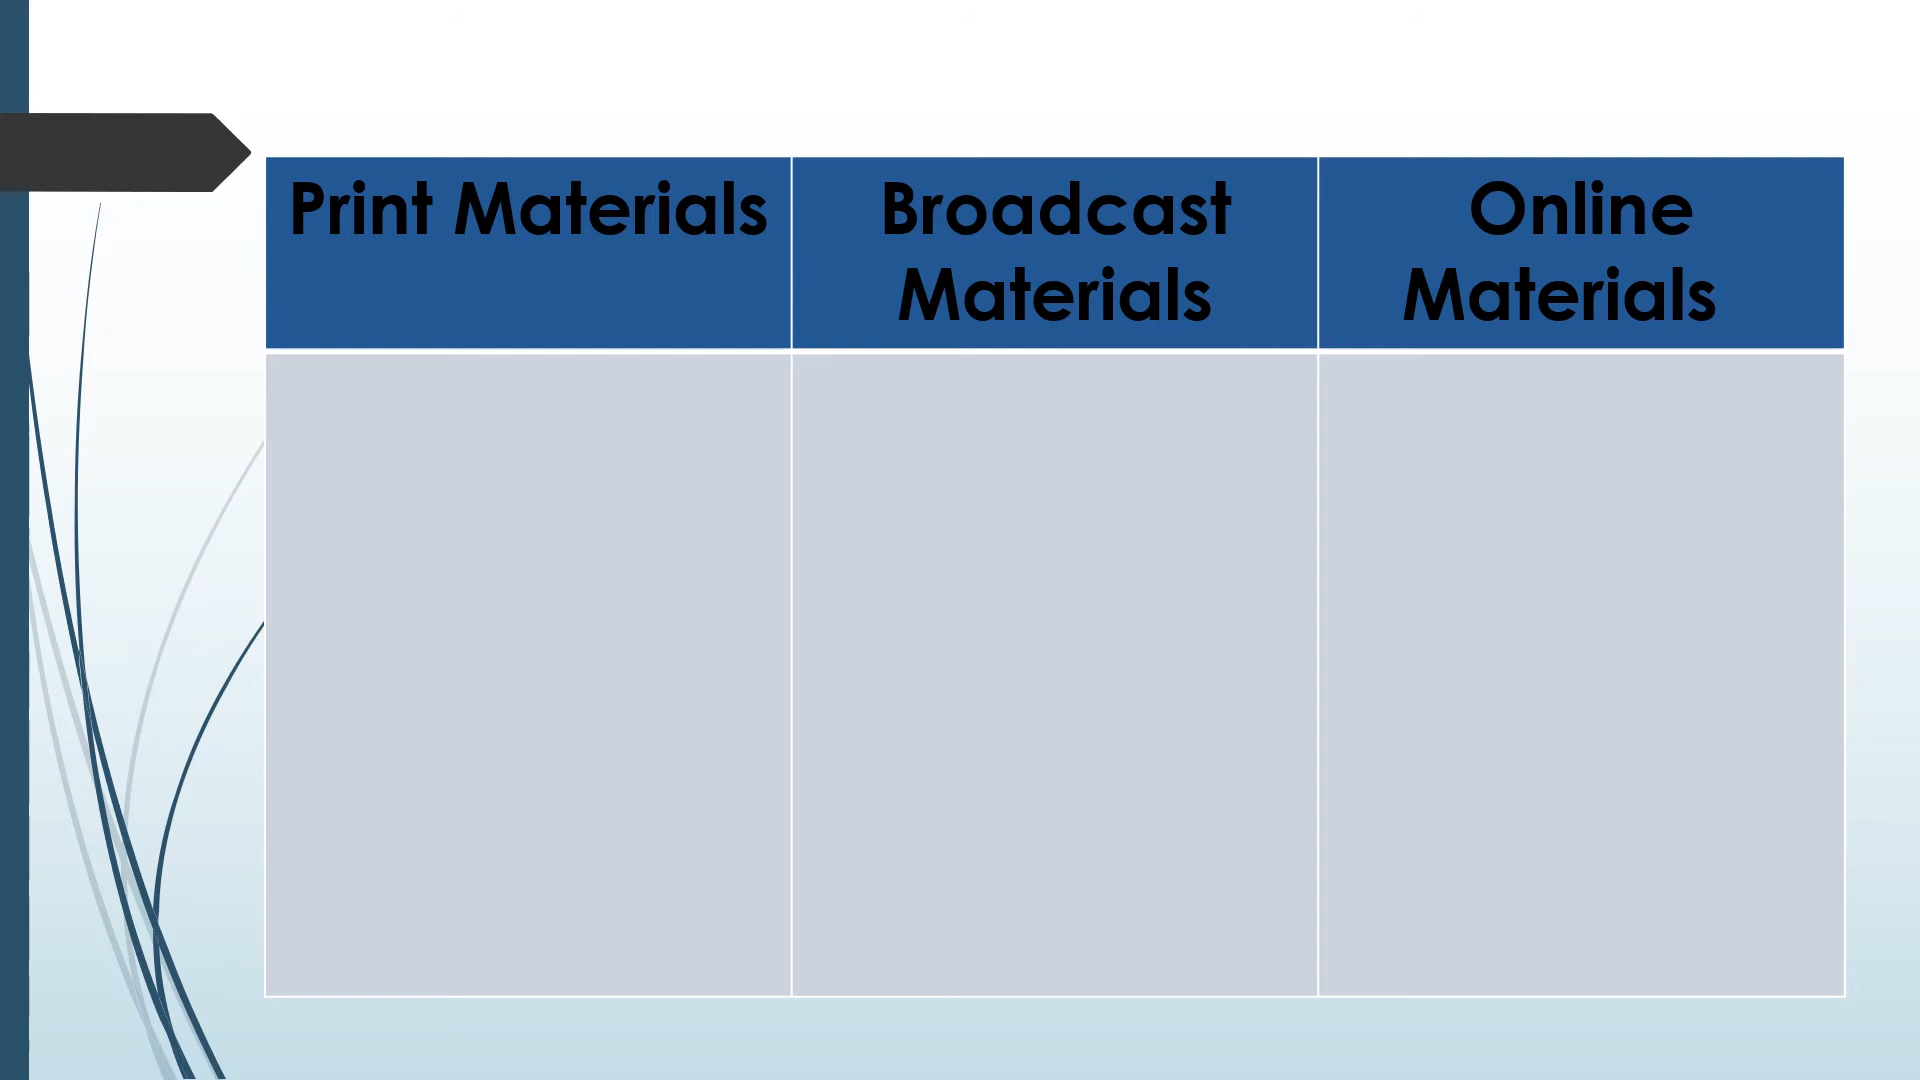 Print Materials
Broadcast
Materials
Online
Materials